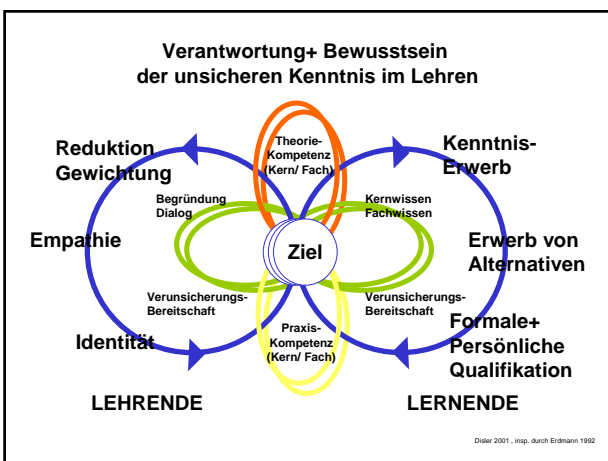 Verantwortung+ Bewusstsein
der unsicheren Kenntnis im Lehren
Reduktion
Gewichtung
Theorie-
Kompetenz
(Kern/ Fach)
Kenntnis-
Erwerb
Begründung
Dialog
Kernwissen
Fachwissen
Empathie
Ziel
Erwerb von
Alternativen
Verunsicherungs-
Bereitschaft
Verunsicherungs-
Bereitschaft
Identität
Praxis-
Kompetenz
(Kern/ Fach)
Formale+
Persönliche
Qualifikation
LEHRENDE
LERNENDE
Disler 2001 , insp. durch Erdmann 1992